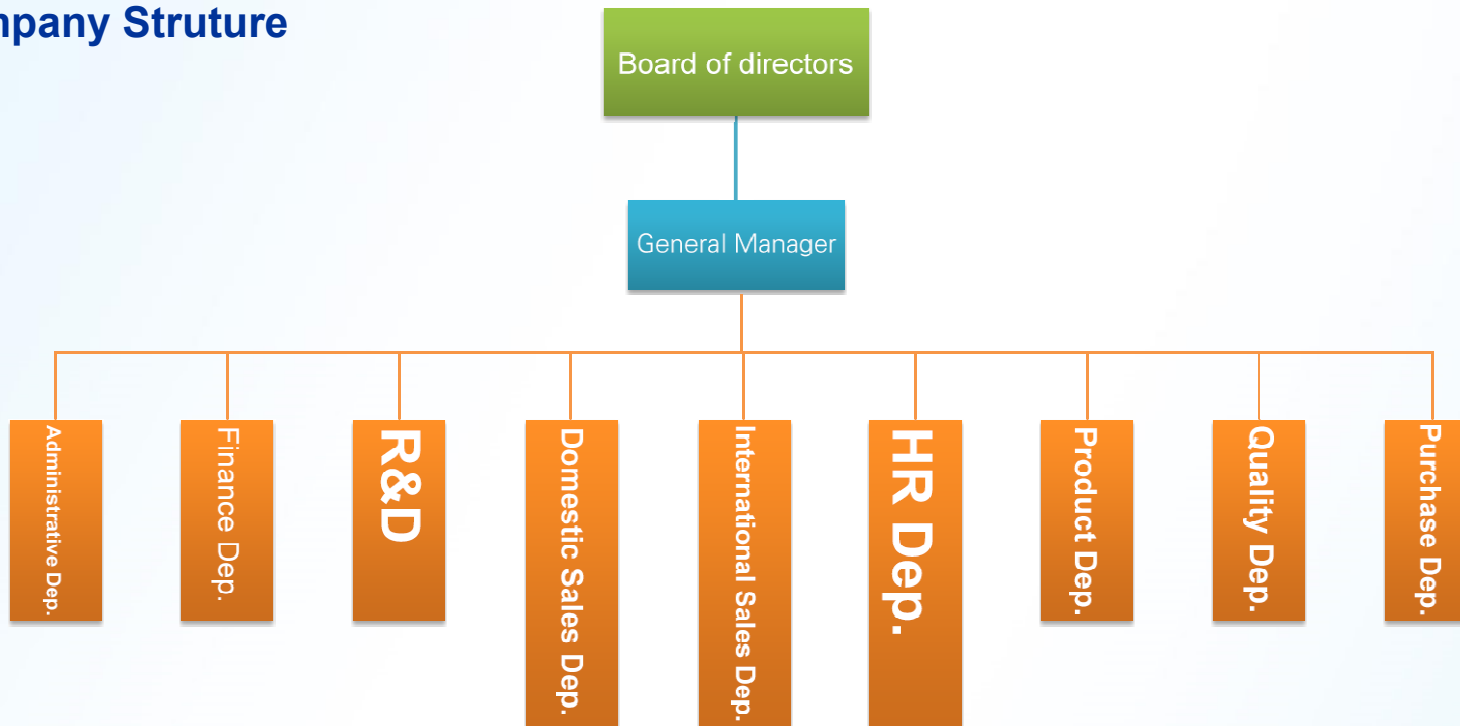 mpany Struture
Board of directors
General Manager
Administrative Dep.
Finance Dep.
R&D
Domestic Sales Dep.
International Sales Dep.
HR Dep.
Product Dep.
Quality Dep.
Purchase Dep.